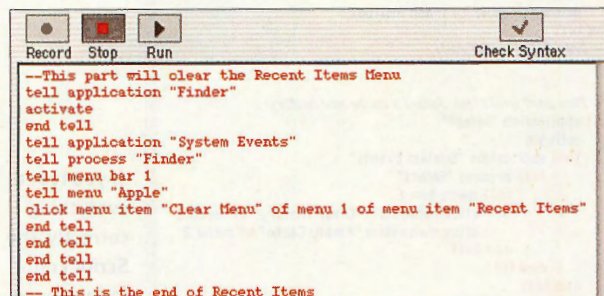 Record Stop Run Check Syntax
--This part will clear the Recent Items Menu
tell application "Finder"
activate
end tell
tell application "System Events"
tell process "Finder"
tell menu bar 1
tell menu "Apple"
click menu item "Clear Menu" of menu 1 of menu item "Recent Items"
end tell
end tell
end tell
end tell
-- This is the end of Recent Items